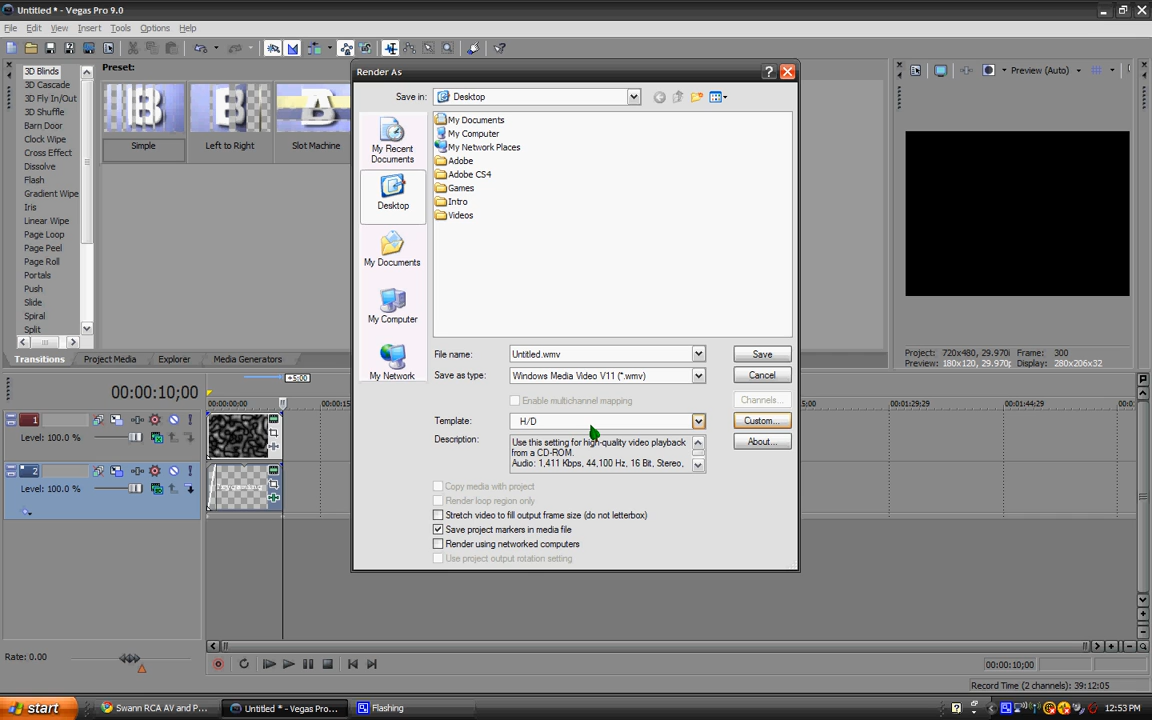 Untitled * - Vegas Pro 9.0
File Edit View Insert Tools Options Help
3D Blinds
3D Cascade
3D Fly In/Out
3D Shuffle
Barn Door
Clock Wipe
Cross Effect
Dissolve
Flash
Gradient Wipe
Iris
Linear Wipe
Page Loop
Page Peel
Page Roll
Portals
Push
Slide
Spiral
Split
Preset:
Simple
Left to Right
Slot Machine
Transitions Project Media Explorer Media Generators
Render As
Save in: Desktop
My Recent Documents
Desktop
My Documents
My Computer
My Network
My Documents
My Computer
My Network Places
Adobe
Adobe CS4
Games
Intro
Videos
File name: Untitled.wmv Save
Save as type: Windows Media Video V11 (*.wmv) Cancel
Enable multichannel mapping Channels...
Template: H/D Custom...
Description: Use this setting for high-quality video playback
from a CD-ROM.
Audio: 1,411 Kbps, 44,100 Hz, 16 Bit, Stereo,
About...
Copy media with project
Render loop region only
Stretch video to fill output frame size (do not letterbox)
Save project markers in media file
Render using networked computers
Use project output rotation setting
Preview (Auto)
Project: 720x480, 29.970i Frame: 300
Preview: 180x120, 29.970i Display: 280x206x32
00:00:10;00
+5:00
00:00:00;00
00:01:29;29
00:01:44;29
1
Level: 100.0 %
2
Level: 100.0 %
Rate: 0.00
00:00:10;00
Record Time (2 channels): 39:12:05
start
Swann RCA AV and P...
Untitled * - Vegas Pro...
Flashing
12:53 PM